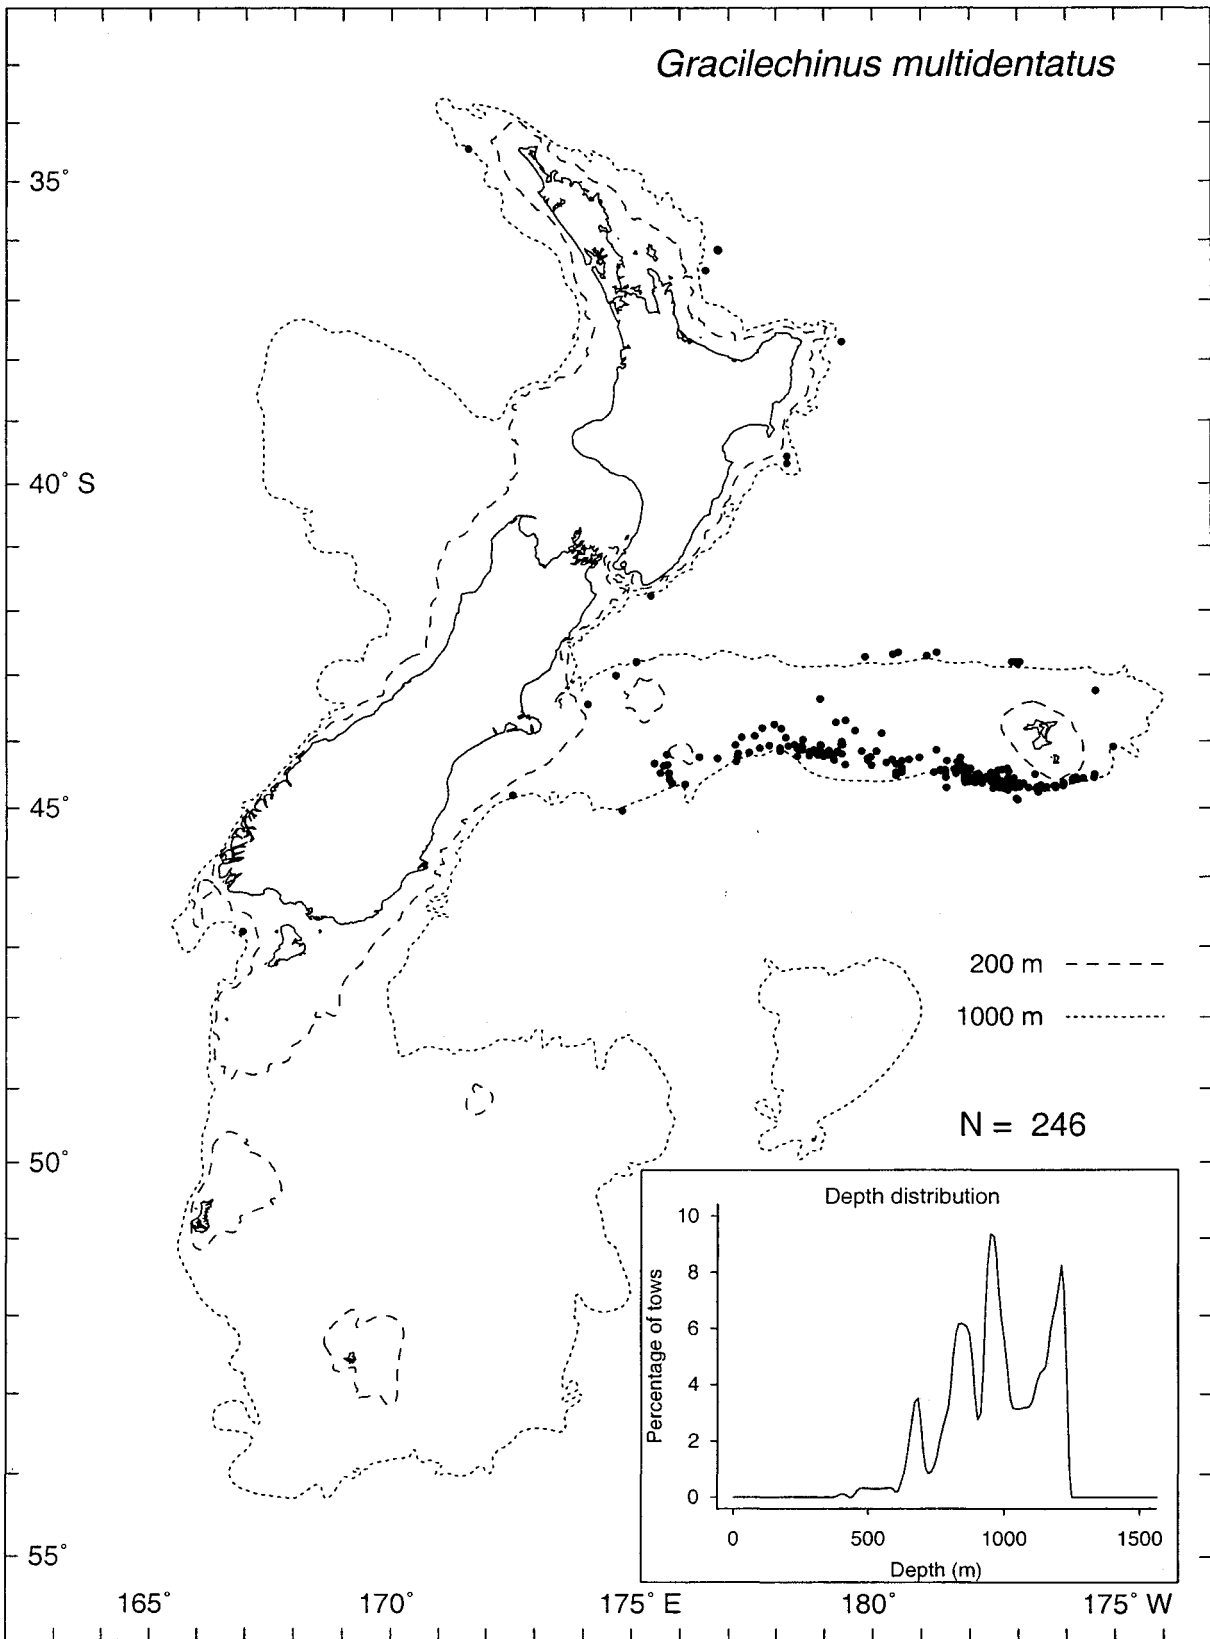 Gracilechinus multidentatus
35°
40° S
45°
200 m
1000 m
N = 246
50°
Depth distribution
10
8
6
4
2
0
Percentage of tows
0 500 1000 1500
Depth (m)
55°
165° 170° 175° E 180° 175° W